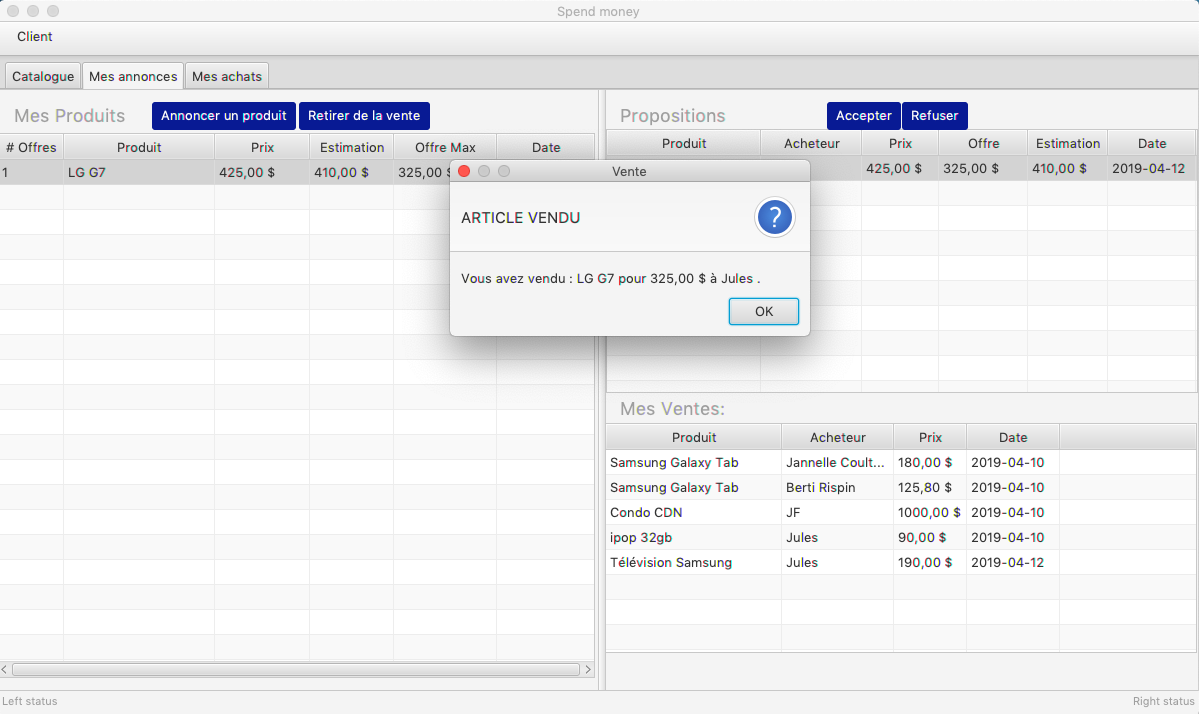 Spend money
Client
Catalogue Mes annonces Mes achats
Mes Produits Annoncer un produit Retirer de la vente
# Offres Produit Prix Estimation Offre Max Date
1 LG G7 425,00 $ 410,00 $ 325,00 $
Propositions Accepter Refuser
Produit Acheteur Prix Offre Estimation Date
425,00 $ 325,00 $ 410,00 $ 2019-04-12
Vente
ARTICLE VENDU
?
Vous avez vendu : LG G7 pour 325,00 $ à Jules .
OK
Mes Ventes:
Produit Acheteur Prix Date
Samsung Galaxy Tab Jannelle Coult... 180,00 $ 2019-04-10
Samsung Galaxy Tab Berti Rispin 125,80 $ 2019-04-10
Condo CDN JF 1000,00 $ 2019-04-10
ipop 32gb Jules 90,00 $ 2019-04-10
Télévision Samsung Jules 190,00 $ 2019-04-12
Left status Right status